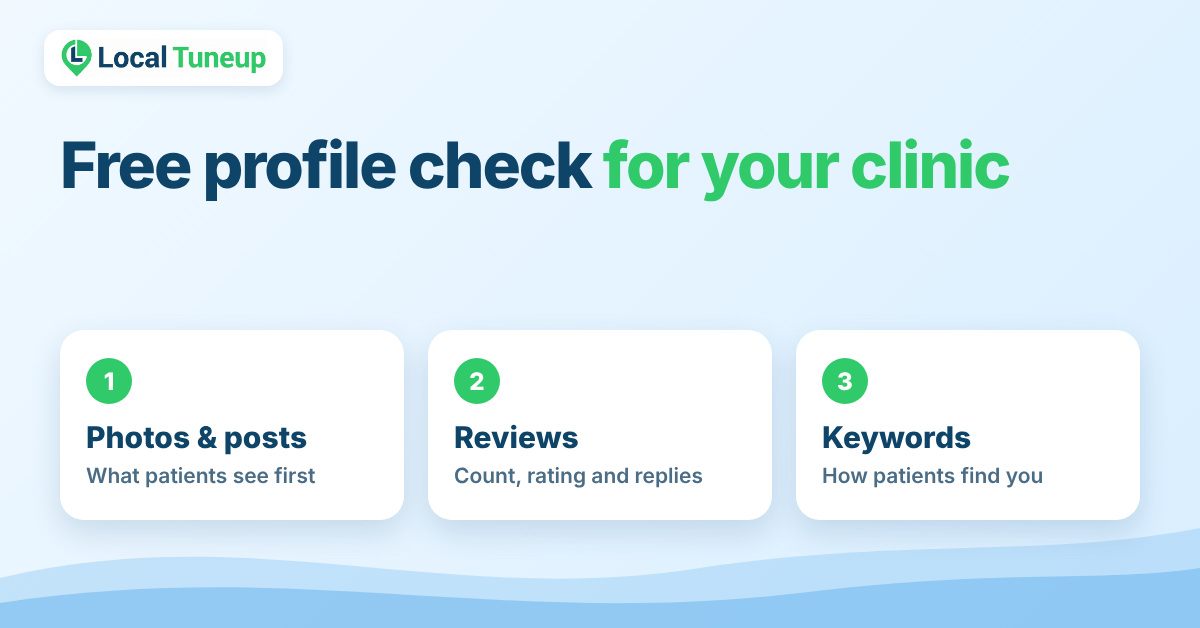 Local Tuneup
Free profile check for your clinic
1
Photos & posts
What patients see first
2
Reviews
Count, rating and replies
3
Keywords
How patients find you